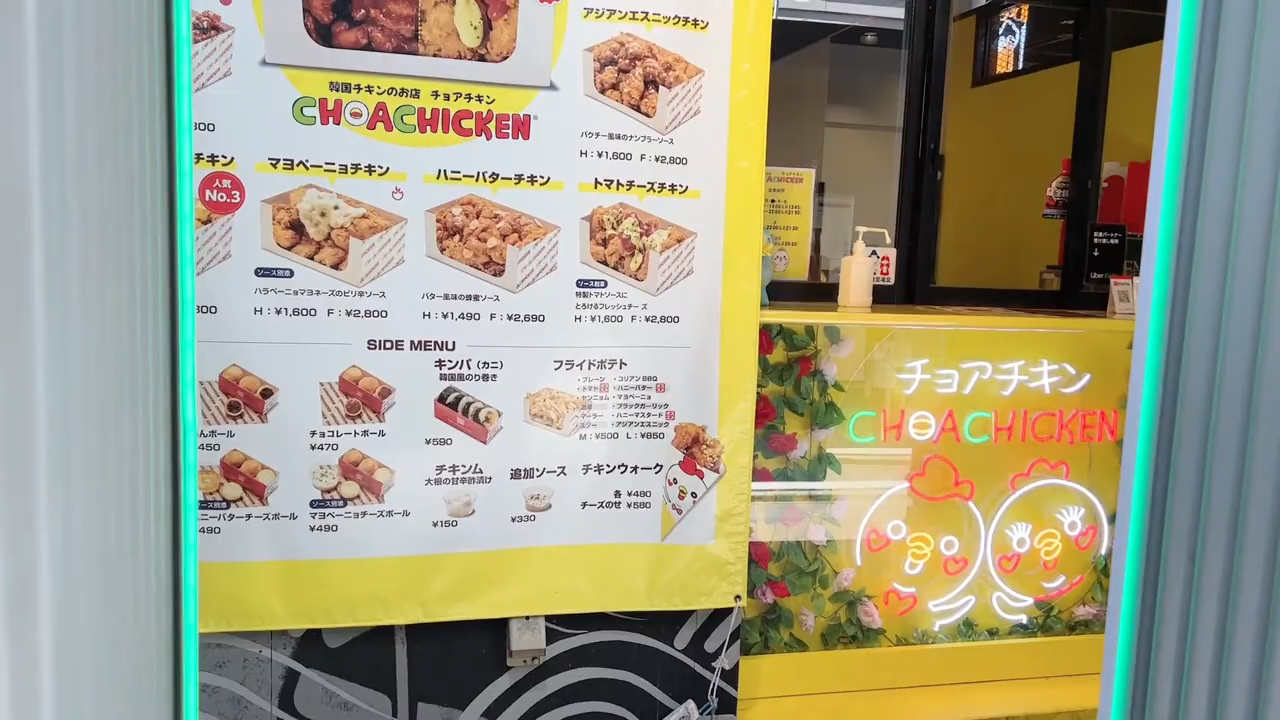 アジアンエスニックチキン
韓国チキンのお店 チョアチキン
CHOACHICKEN
パクチー風味のナンプラーソース
H:¥1,600 F:¥2,800
チキン
人気
No.3
マヨペーニョチキン
ハニーバターチキン
トマトチーズチキン
ソース別添
ハラペーニョマヨネーズのピリ辛ソース
H:¥1,600 F:¥2,800
バター風味の蜂蜜ソース
H:¥1,490 F:¥2,690
ソース別添
特製トマトソースに
とろけるフレッシュチーズ
H:¥1,600 F:¥2,800
SIDE MENU
キンパ（カニ）
韓国風のり巻き
¥590
フライドポテト
・プレーン ・コリアンBBQ
・トマト ・ハニーバター
・ヤンニョム ・マヨペーニョ
・ブラックガーリック
・ハニーマスタード
・アジアンエスニック
M:¥500 L:¥850
んボール
450
チョコレートボール
¥470
ニーバターチーズボール
490
ソース別添
マヨペーニョチーズボール
¥490
チキンム
大根の甘辛酢漬け
¥150
追加ソース
¥330
チキンウォーク
各 ¥480
チーズのせ ¥580
チョアチキン
CHOACHICKEN
配達パートナー
受け渡し場所
Uber